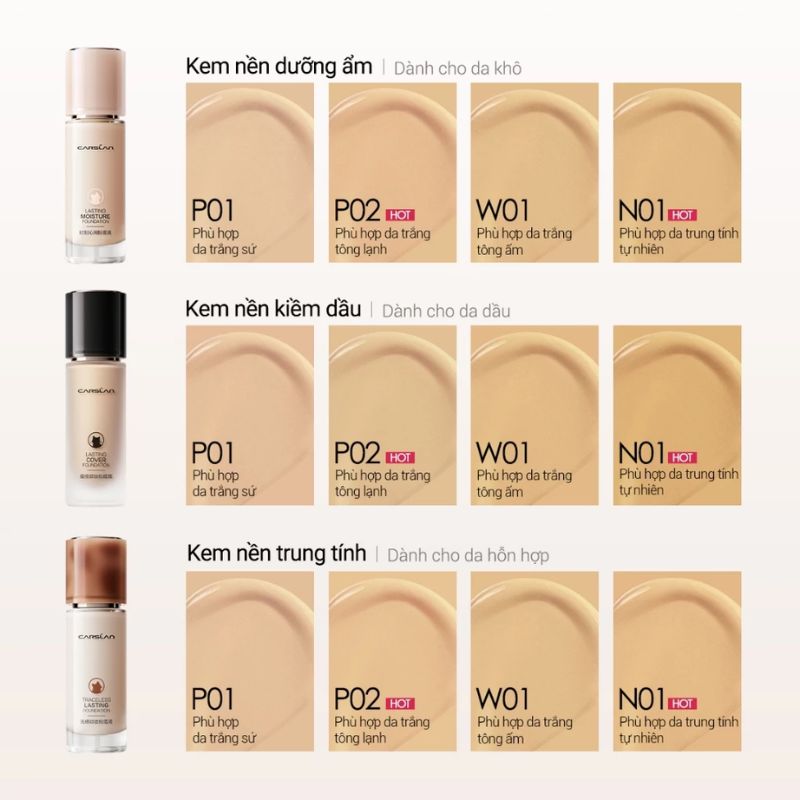 Kem nền dưỡng ẩm | Dành cho da khô
CARSLAN
LASTING
MOISTURE
FOUNDATION
P01
Phù hợp
da trắng sứ
P02 HOT
Phù hợp da trắng
tông lạnh
W01
Phù hợp da trắng
tông ấm
N01 HOT
Phù hợp da trung tính
tự nhiên
Kem nền kiềm dầu | Dành cho da dầu
CARSLAN
LASTING
COVER
FOUNDATION
P01
Phù hợp
da trắng sứ
P02 HOT
Phù hợp da trắng
tông lạnh
W01
Phù hợp da trắng
tông ấm
N01 HOT
Phù hợp da trung tính
tự nhiên
Kem nền trung tính | Dành cho da hỗn hợp
CARSLAN
TRACELESS
LASTING
FOUNDATION
P01
Phù hợp
da trắng sứ
P02 HOT
Phù hợp da trắng
tông lạnh
W01
Phù hợp da trắng
tông ấm
N01 HOT
Phù hợp da trung tính
tự nhiên